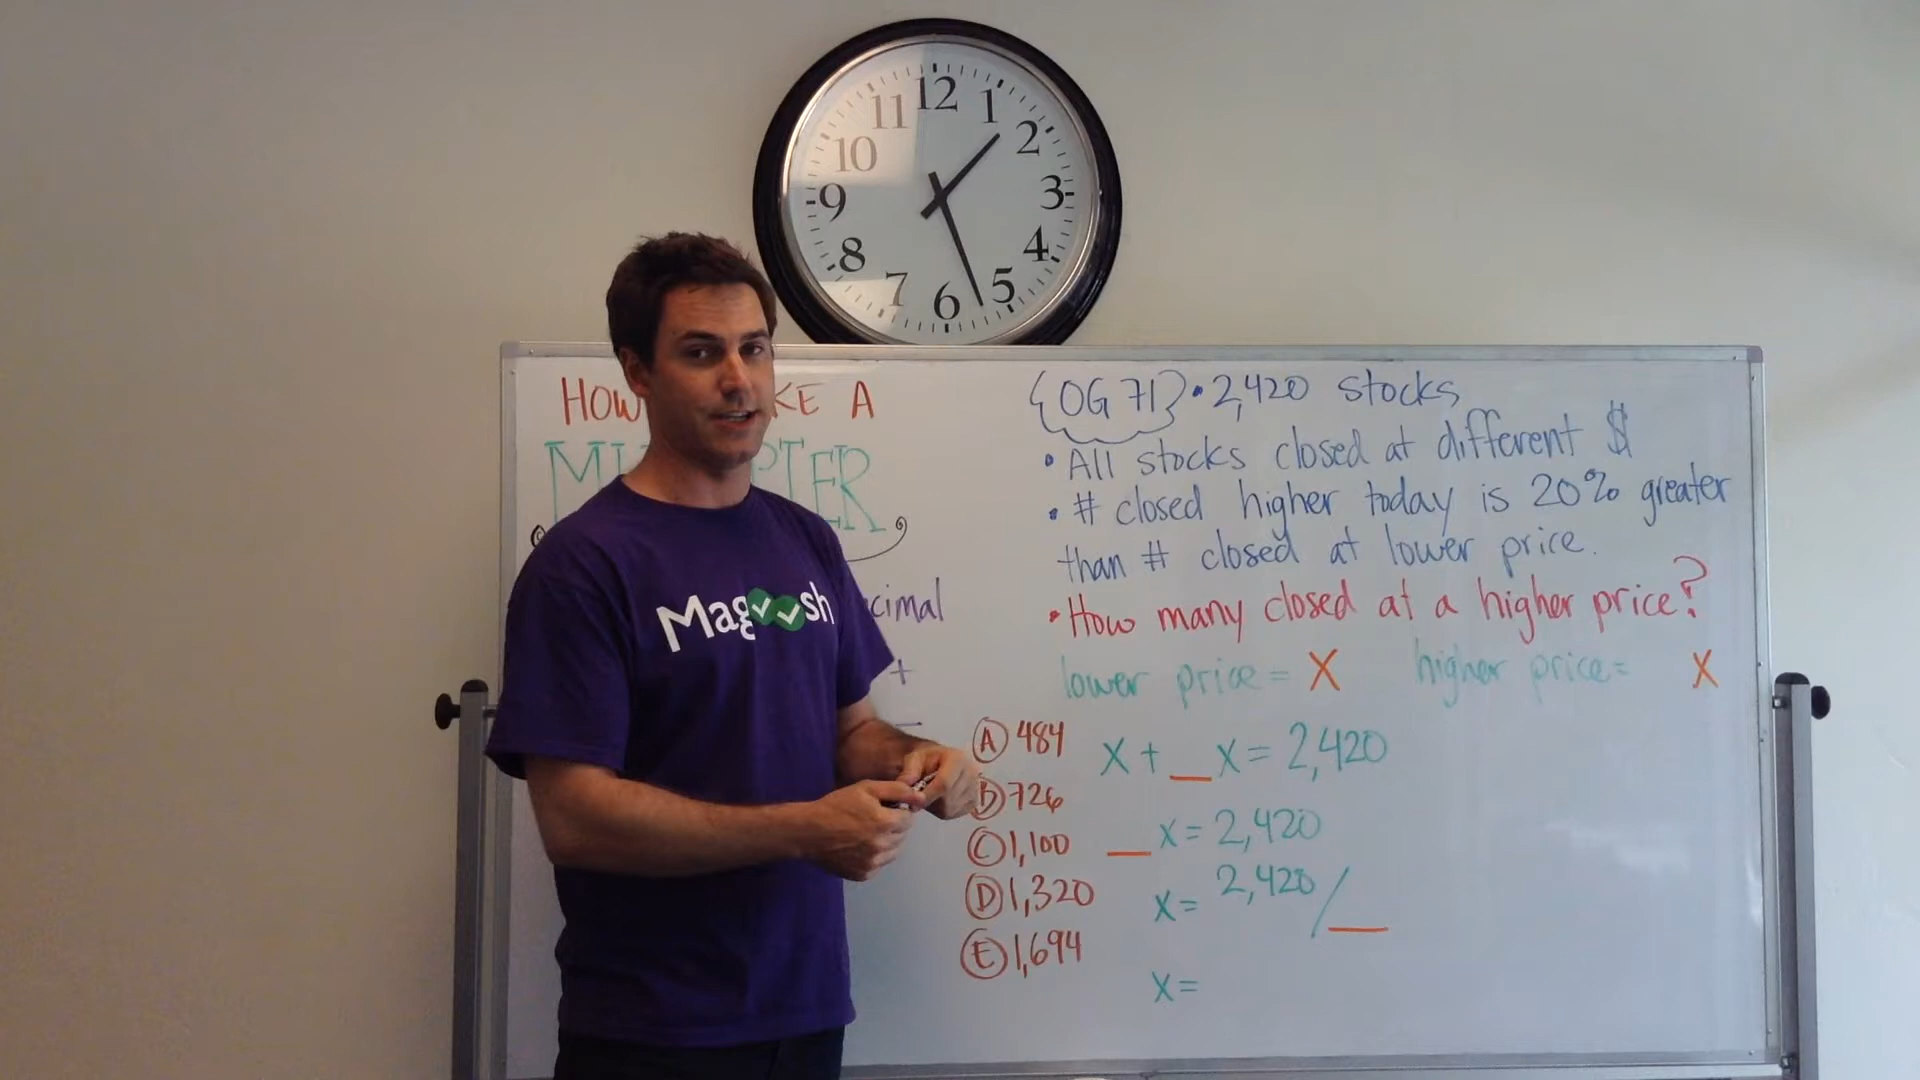 12
1
2
3
4
5
6
7
8
9
10
11
HOW KE A
Magoosh
cimal
+
-
{OG 71} • 2,420 stocks
• All stocks closed at different $
• # closed higher today is 20% greater
than # closed at lower price.
• How many closed at a higher price?
lower price = X higher price = X
A 484
B 726
C 1,100
D 1,320
E 1,694
X + __ X = 2,420
__ X = 2,420
X = 2,420 / __
X =